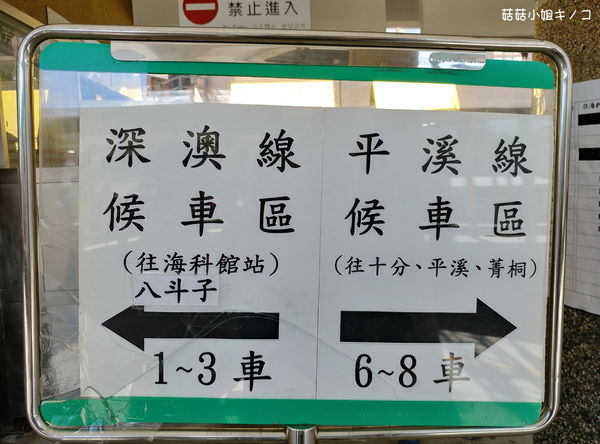 禁止進入
菇菇小姐キノコ
深澳線
候車區
(往海科館站)
八斗子
1~3 車
平溪線
候車區
(往十分、平溪、菁桐)
6~8 車